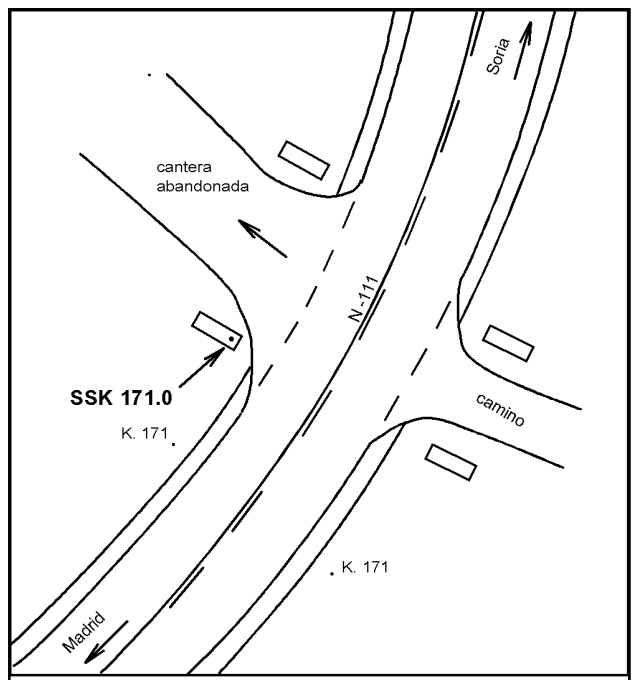 Soria
cantera
abandonada
N-111
SSK 171.0
K. 171
camino
K. 171
Madrid